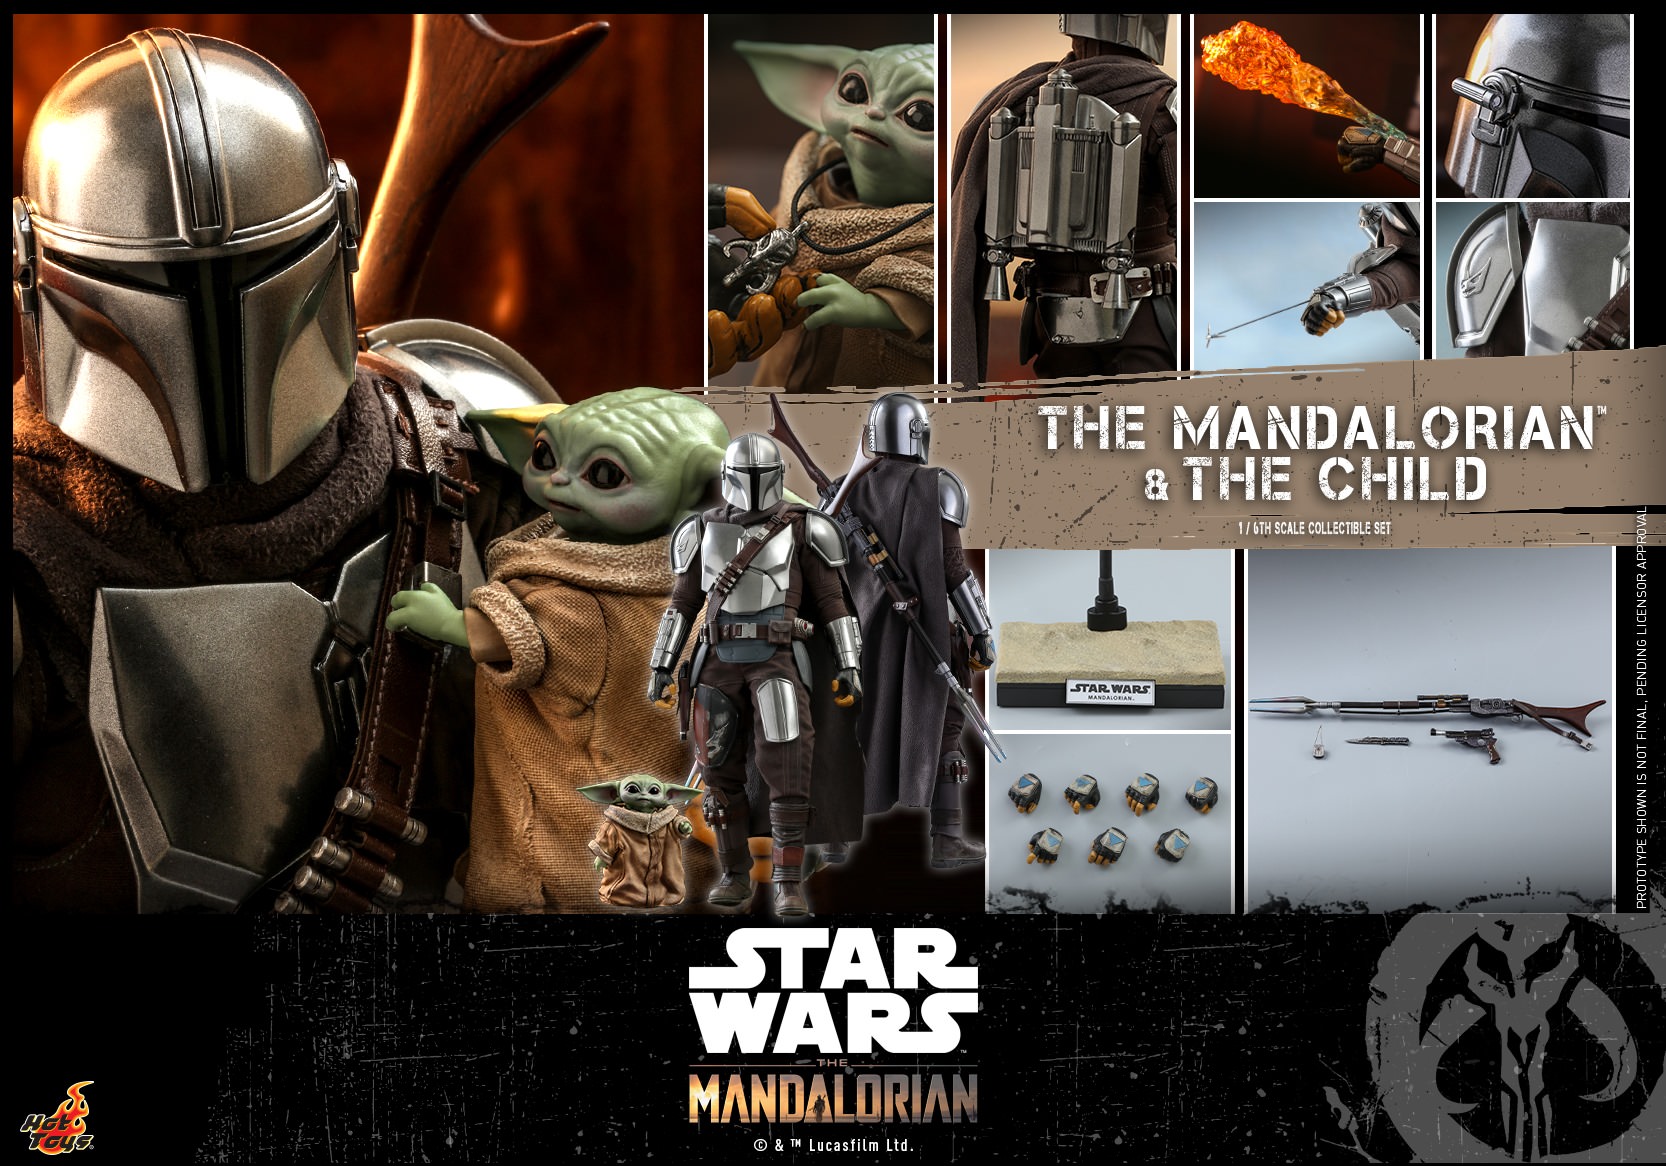 THE MANDALORIAN™
& THE CHILD
1 / 6TH SCALE COLLECTIBLE SET
STAR WARS
MANDALORIAN
PROTOTYPE SHOWN IS NOT FINAL, PENDING LICENSOR APPROVAL
STAR
WARS™
THE
MANDALORIAN
© & ™ Lucasfilm Ltd.
HOT
TOYS